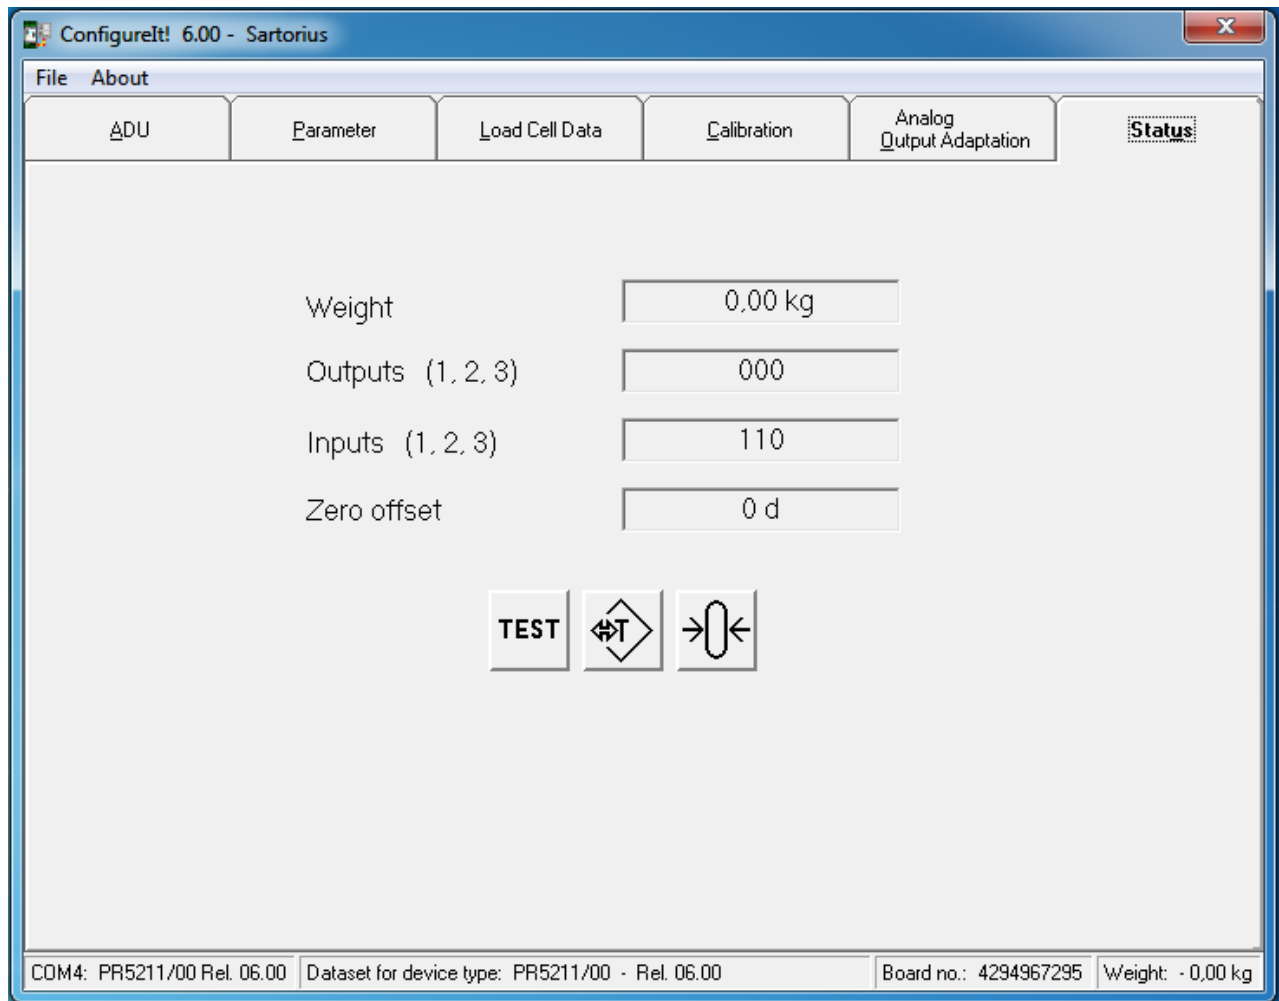 ConfigureIt! 6.00 - Sartorius
File About
ADU Parameter Load Cell Data Calibration Analog Output Adaptation Status
Weight 0,00 kg
Outputs (1, 2, 3) 000
Inputs (1, 2, 3) 110
Zero offset 0 d
TEST T 0
COM4: PR5211/00 Rel. 06.00 Dataset for device type: PR5211/00 - Rel. 06.00 Board no.: 4294967295 Weight: - 0,00 kg